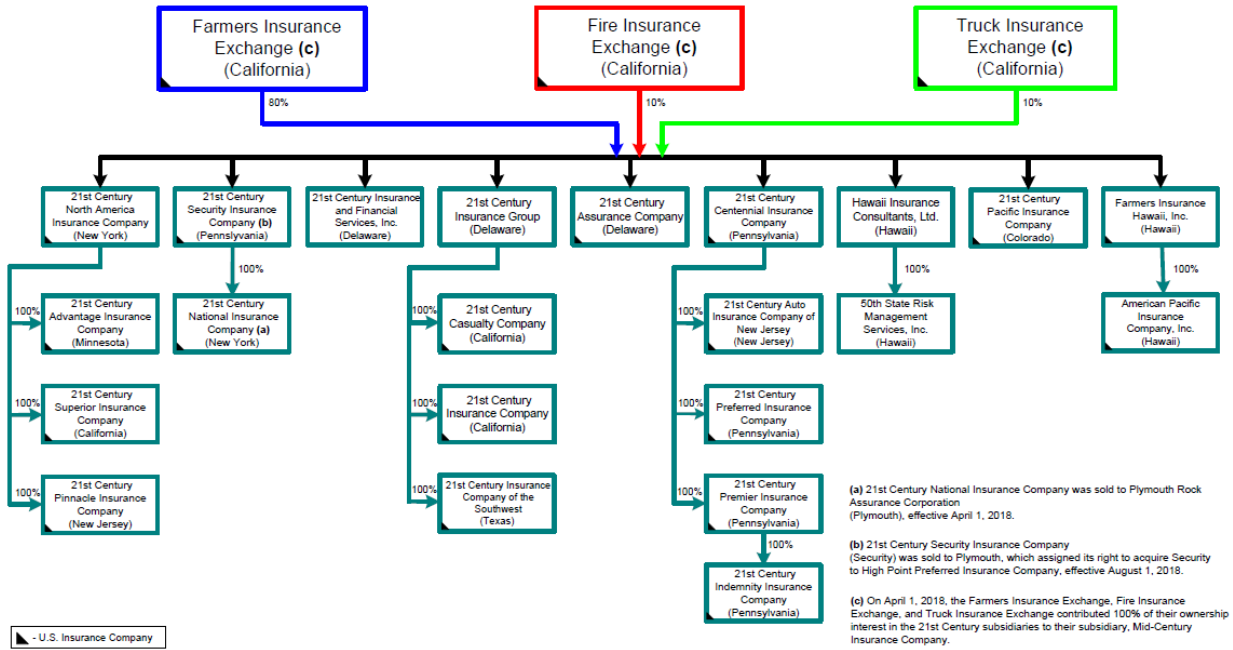 Farmers Insurance
Exchange (c)
(California)
Fire Insurance
Exchange (c)
(California)
Truck Insurance
Exchange (c)
(California)
80%
10%
10%
21st Century
North America
Insurance Company
(New York)
21st Century
Security Insurance
Company (b)
(Pennslyvania)
21st Century Insurance
and Financial
Services, Inc.
(Delaware)
21st Century
Insurance Group
(Delaware)
21st Century
Assurance Company
(Delaware)
21st Century
Centennial Insurance
Company
(Pennsylvania)
Hawaii Insurance
Consultants, Ltd.
(Hawaii)
21st Century
Pacific Insurance
Company
(Colorado)
Farmers Insurance
Hawaii, Inc.
(Hawaii)
100%
100%
100%
100%
21st Century
Advantage Insurance
Company
(Minnesota)
21st Century
National Insurance
Company (a)
(New York)
100%
21st Century
Casualty Company
(California)
100%
21st Century Auto
Insurance Company of
New Jersey
(New Jersey)
50th State Risk
Management
Services, Inc.
(Hawaii)
American Pacific
Insurance
Company, Inc.
(Hawaii)
100%
21st Century
Superior Insurance
Company
(California)
100%
21st Century
Insurance Company
(California)
100%
21st Century
Preferred Insurance
Company
(Pennsylvania)
100%
21st Century
Pinnacle Insurance
Company
(New Jersey)
100%
21st Century Insurance
Company of the
Southwest
(Texas)
100%
21st Century
Premier Insurance
Company
(Pennsylvania)
100%
21st Century
Indemnity Insurance
Company
(Pennsylvania)
(a) 21st Century National Insurance Company was sold to Plymouth Rock
Assurance Corporation
(Plymouth), effective April 1, 2018.
(b) 21st Century Security Insurance Company
(Security) was sold to Plymouth, which assigned its right to acquire Security
to High Point Preferred Insurance Company, effective August 1, 2018.
(c) On April 1, 2018, the Farmers Insurance Exchange, Fire Insurance
Exchange, and Truck Insurance Exchange contributed 100% of their ownership
interest in the 21st Century subsidiaries to their subsidiary, Mid-Century
Insurance Company.
- U.S. Insurance Company